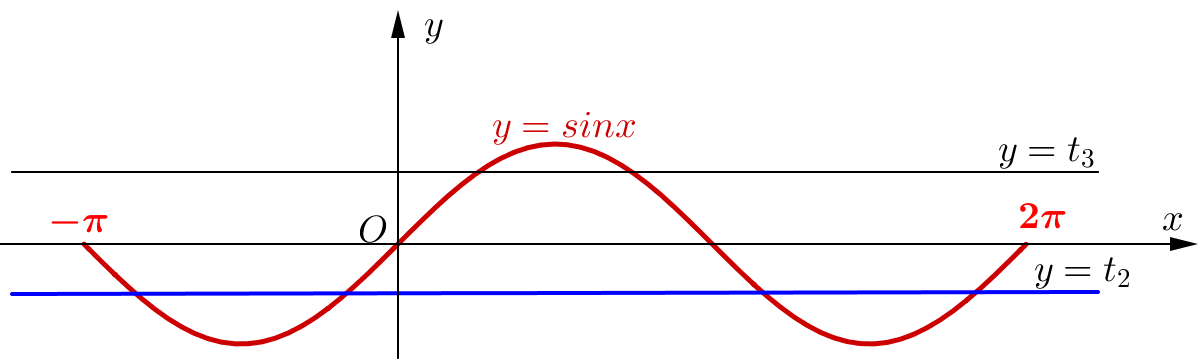 y
y = sinx
y = t₃
−π
2π
O
x
y = t₂